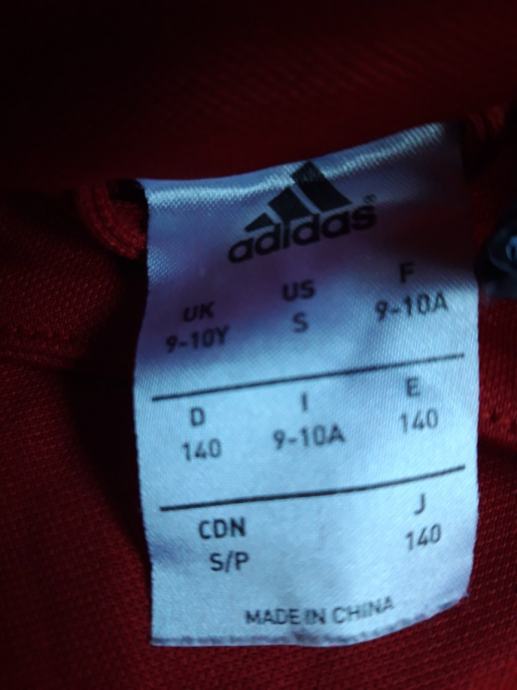 adidas®
UK US F
9-10Y S 9-10A
D I E
140 9-10A 140
CDN J
S/P 140
MADE IN CHINA